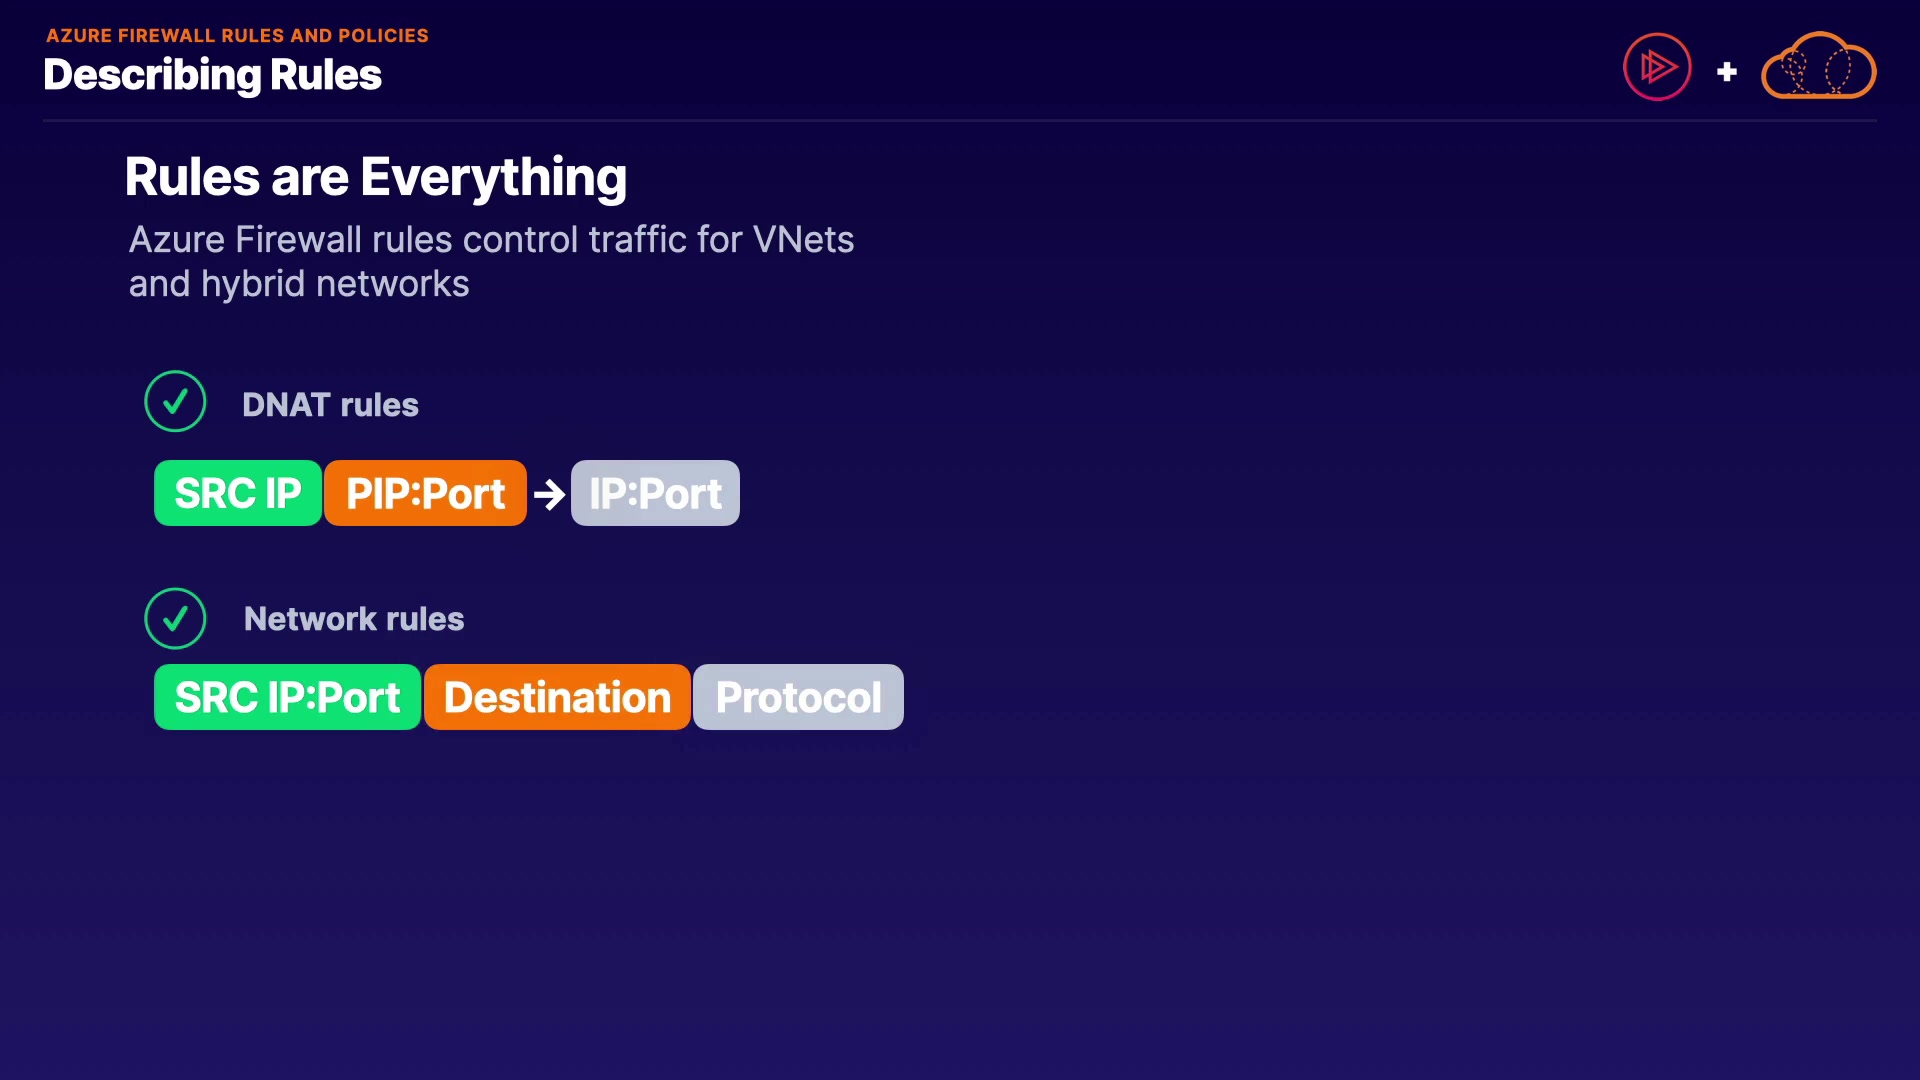 AZURE FIREWALL RULES AND POLICIES
Describing Rules
+
Rules are Everything
Azure Firewall rules control traffic for VNets
and hybrid networks
DNAT rules
SRC IP PIP:Port → IP:Port
Network rules
SRC IP:Port Destination Protocol